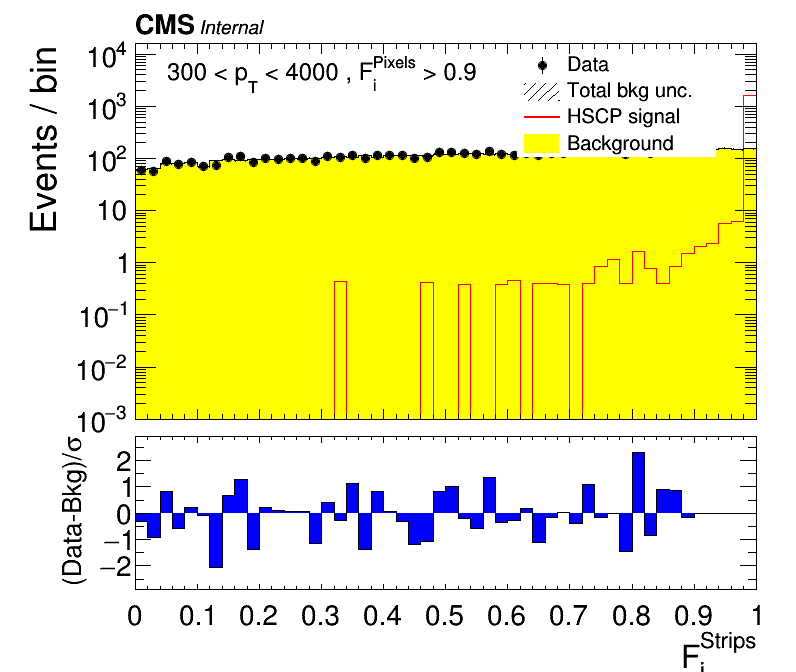 CMS Internal
300 < p_T < 4000 , F_i^Pixels > 0.9
Data
Total bkg unc.
HSCP signal
Background
Events / bin
10^4
10^3
10^2
10
1
10^−1
10^−2
10^−3
(Data-Bkg)/σ
2
1
0
−1
−2
0 0.1 0.2 0.3 0.4 0.5 0.6 0.7 0.8 0.9 1
F_i^Strips